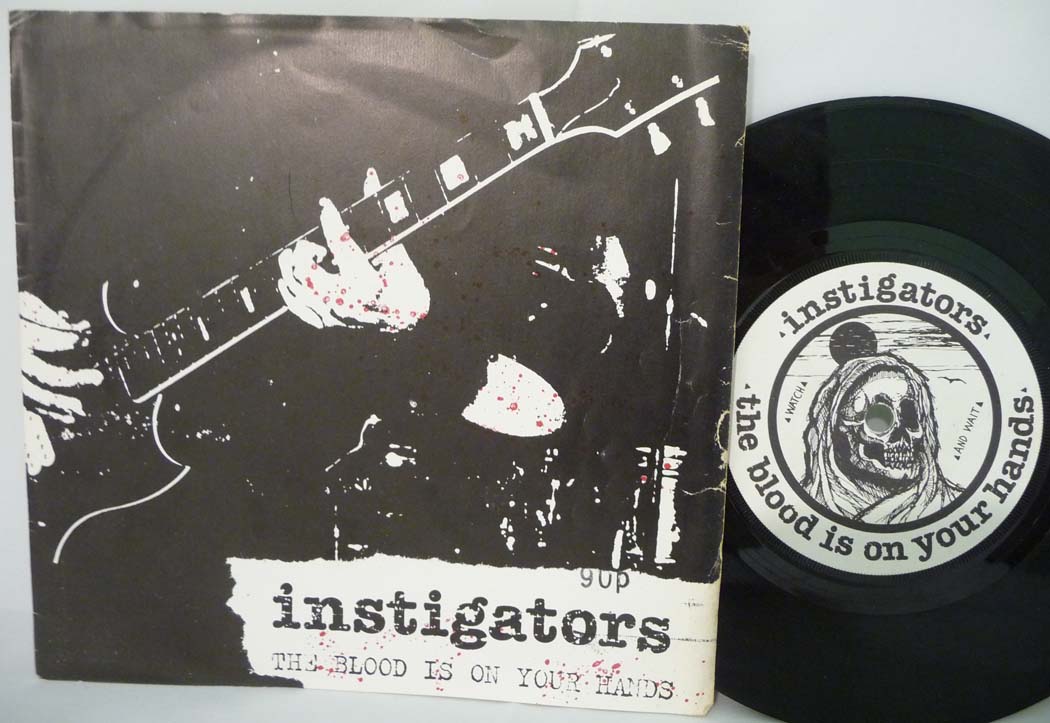 90p
instigators
THE BLOOD IS ON YOUR HANDS
instigators
WATCH
AND WAIT
the blood is on your hands